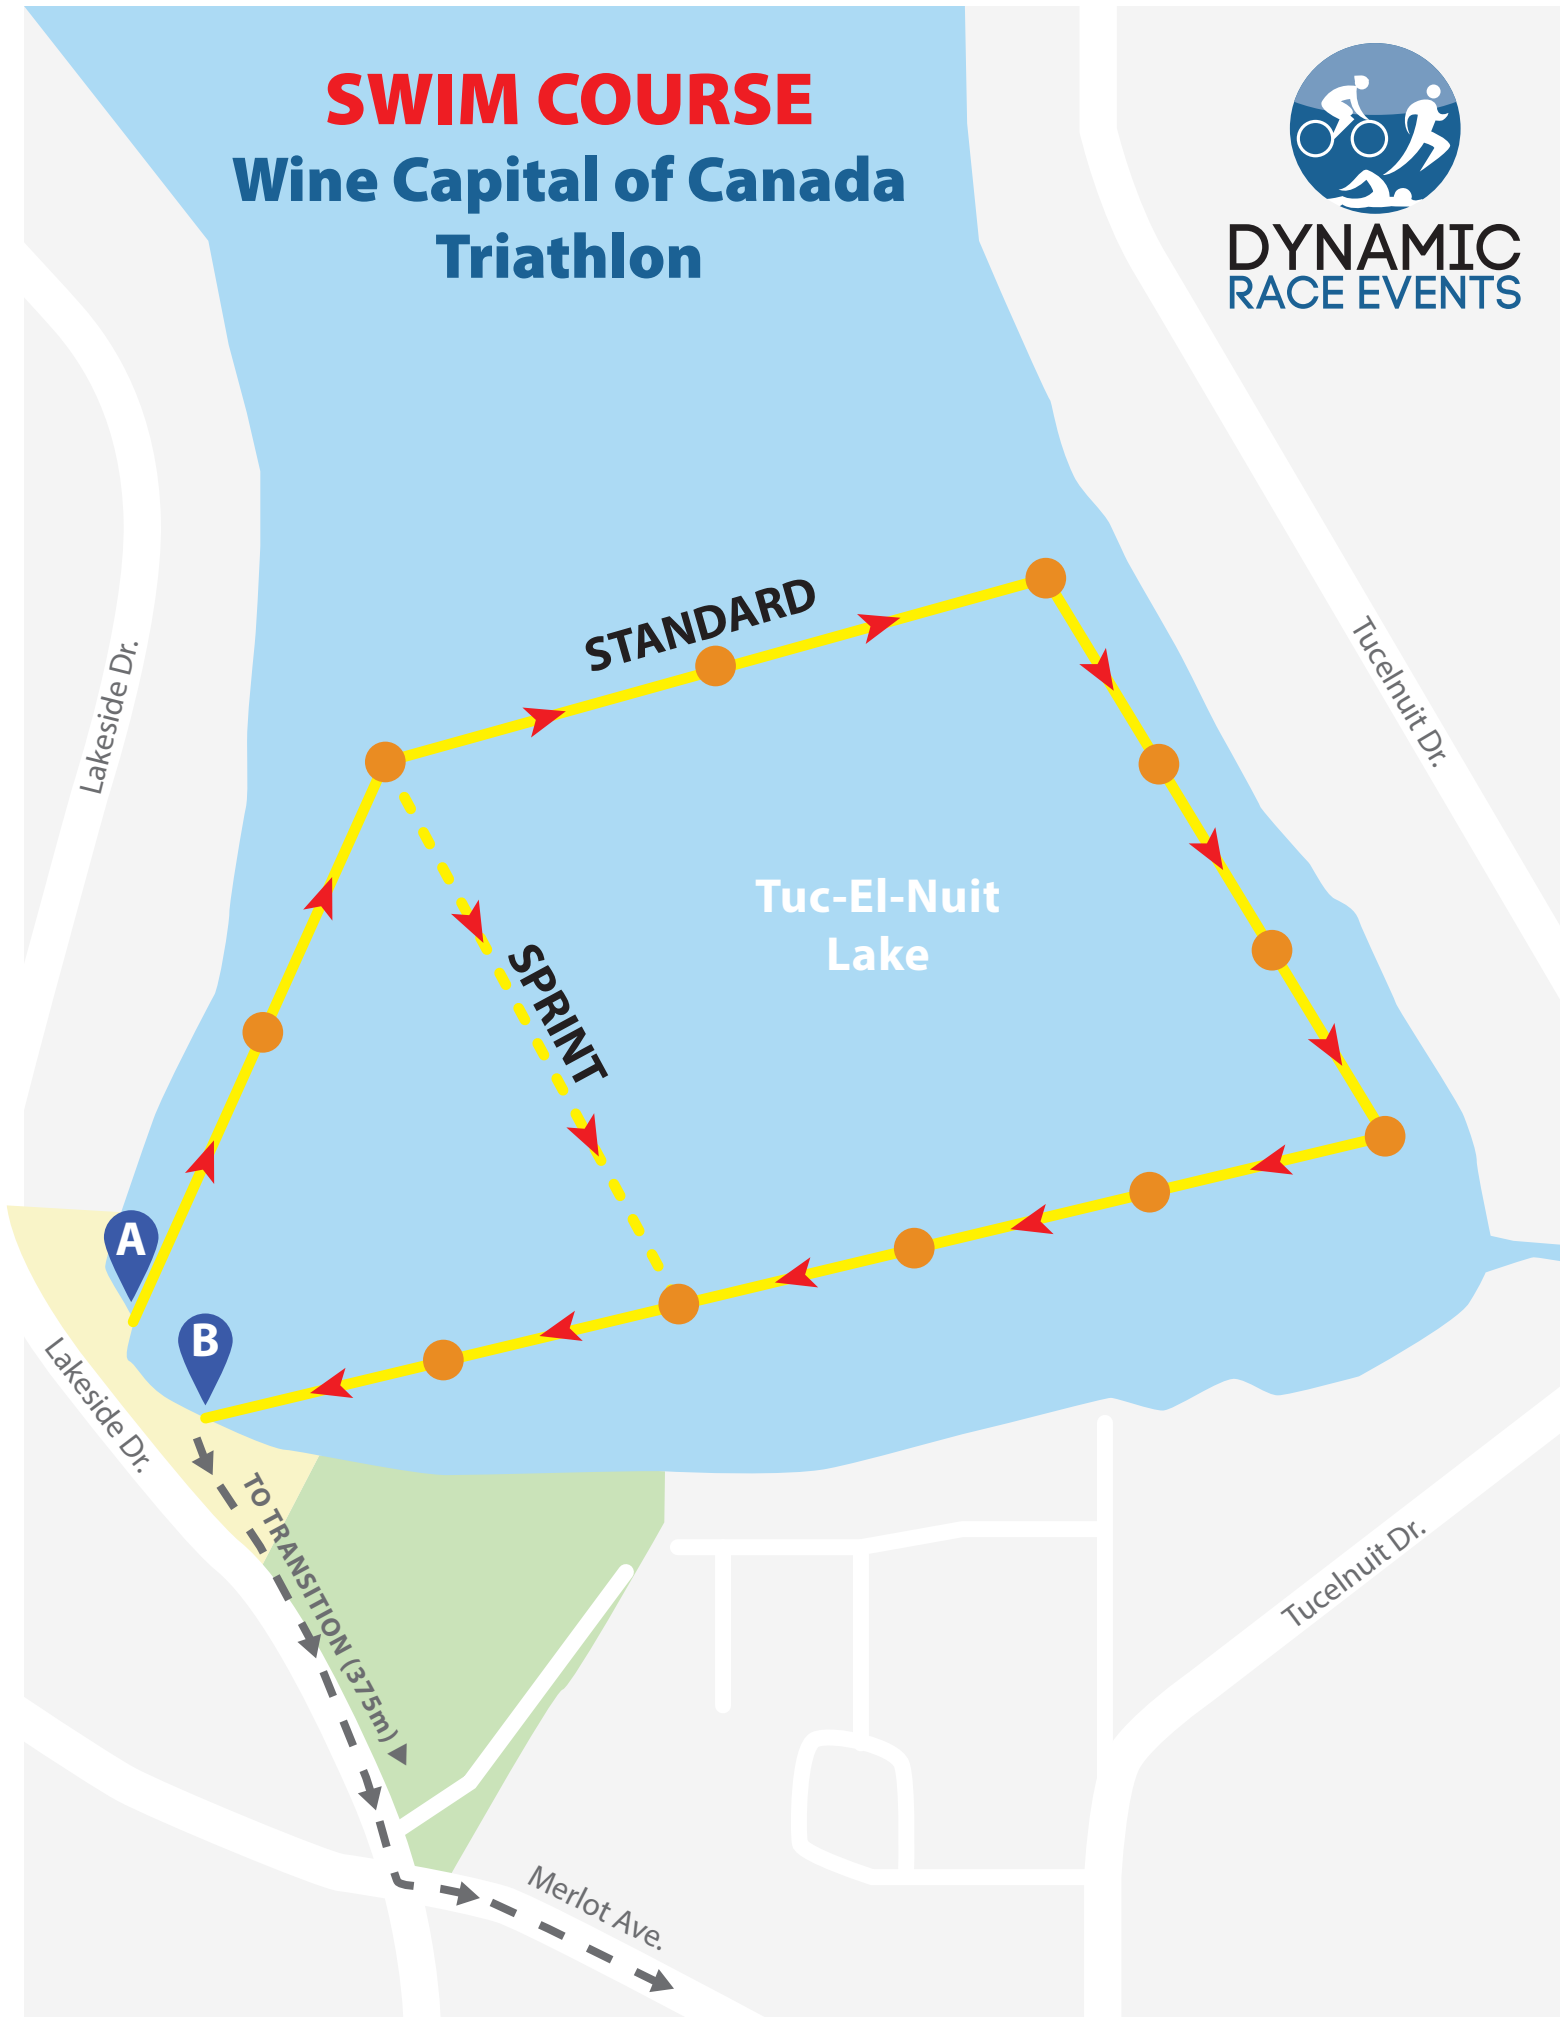 SWIM COURSE
Wine Capital of Canada
Triathlon
DYNAMIC
RACE EVENTS
STANDARD
Tucelnuit Dr.
Lakeside Dr.
Tuc-El-Nuit
Lake
SPRINT
A
B
Lakeside Dr.
TO TRANSITION (375m)
Tucelnuit Dr.
Merlot Ave.